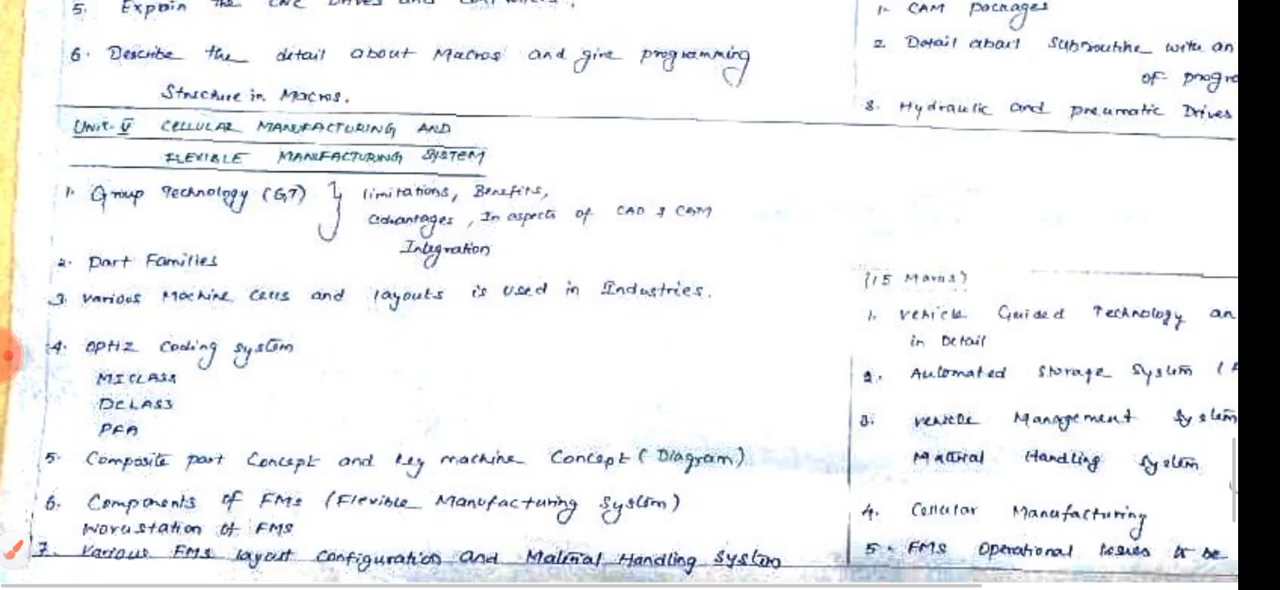 5. Explain the CNC Drives and
6. Describe the detail about Macros and give programming
Structure in Macros.
Unit-V CELLULAR MANUFACTURING AND
FLEXIBLE MANUFACTURING SYSTEM
1. Group Technology (GT) } limitations, Benefits,
advantages, In aspects of CAD & CAM
Integration
2. Part Families
3. Various Machine cells and layouts is used in Industries.
4. OPTIZ Coding system
MICLASS
DCLASS
PFA
5. Composite part Concept and key machine Concept (Diagram)
6. Components of FMS (Flexible Manufacturing System)
Workstation of FMS
7. Various FMS layout Configuration and Material Handling System
1. CAM packages
2. Detail about Subroutine with an
of progra
3. Hydraulic and pneumatic Drives
(15 Marks)
1. Vehicle Guided Technology an
in Detail
2. Automated Storage System (A
3. vehicle Management System
Material Handling System
4. Cellular Manufacturing
5. FMS Operational Issues to be